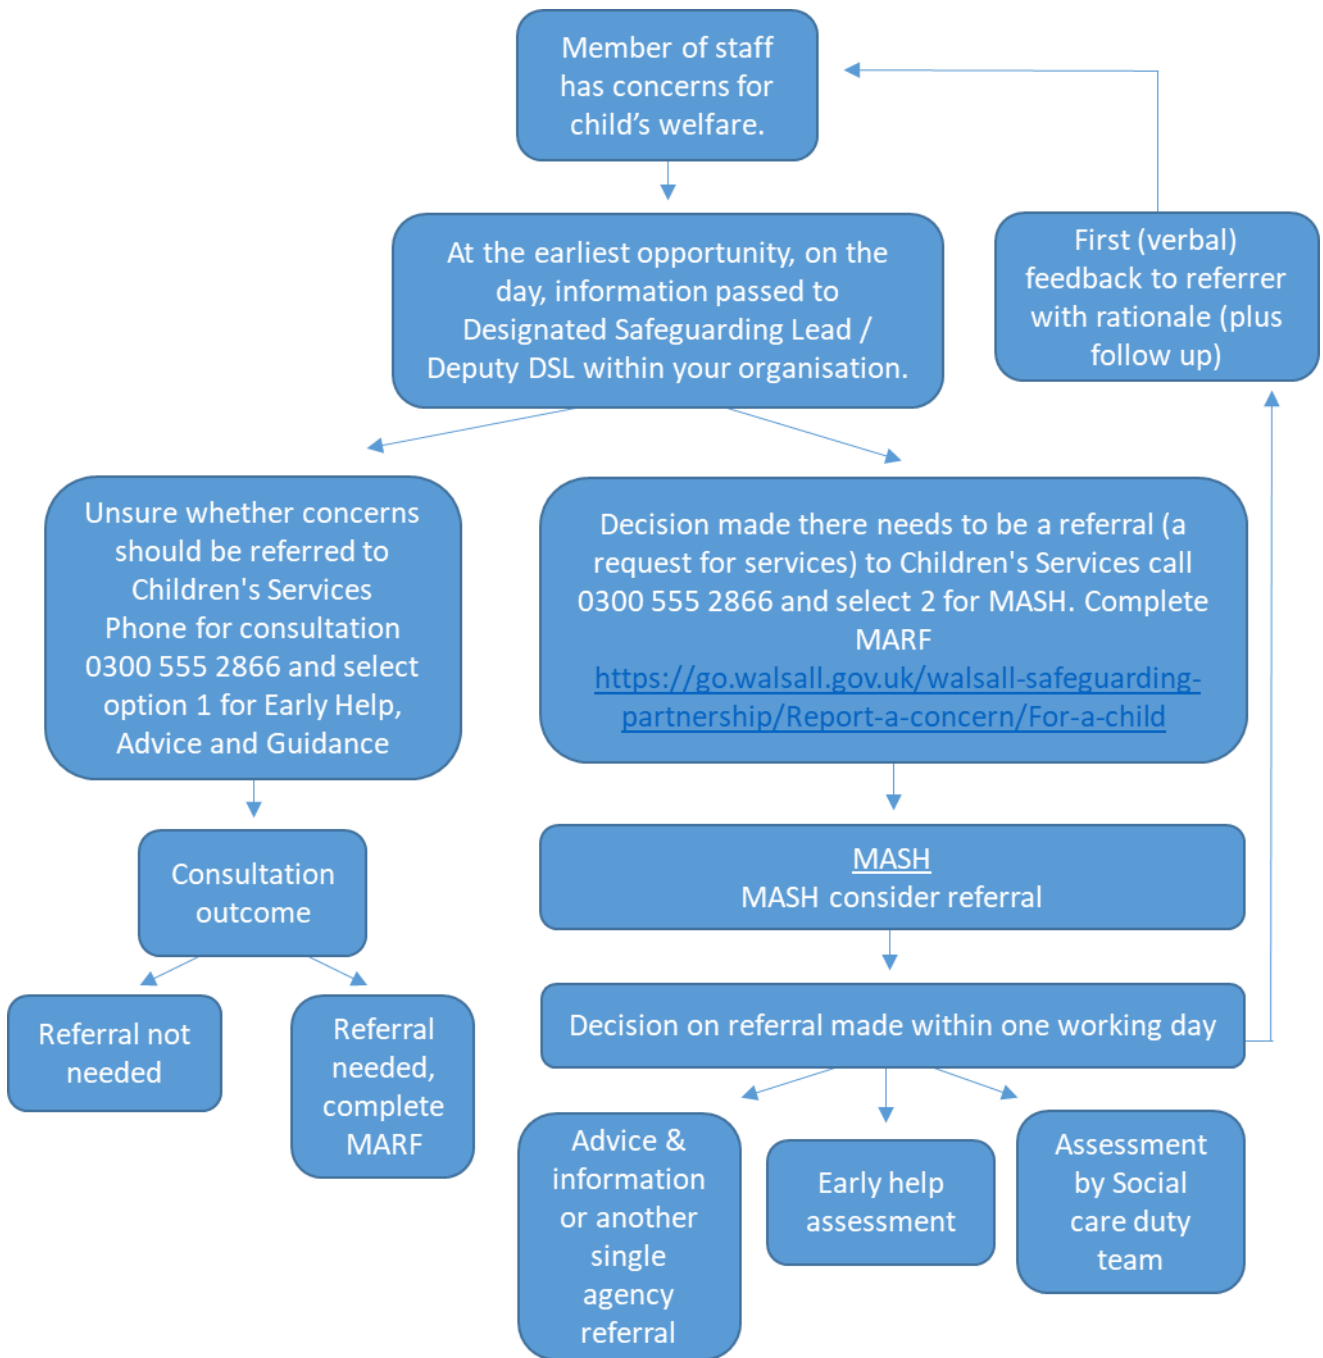 Member of staff
has concerns for
child’s welfare.
At the earliest opportunity, on the
day, information passed to
Designated Safeguarding Lead /
Deputy DSL within your organisation.
First (verbal)
feedback to referrer
with rationale (plus
follow up)
Unsure whether concerns
should be referred to
Children's Services
Phone for consultation
0300 555 2866 and select
option 1 for Early Help,
Advice and Guidance
Decision made there needs to be a referral (a
request for services) to Children's Services call
0300 555 2866 and select 2 for MASH. Complete
MARF
https://go.walsall.gov.uk/walsall-safeguarding-
partnership/Report-a-concern/For-a-child
Consultation
outcome
Referral not
needed
Referral
needed,
complete
MARF
MASH
MASH consider referral
Decision on referral made within one working day
Advice &
information
or another
single
agency
referral
Early help
assessment
Assessment
by Social
care duty
team